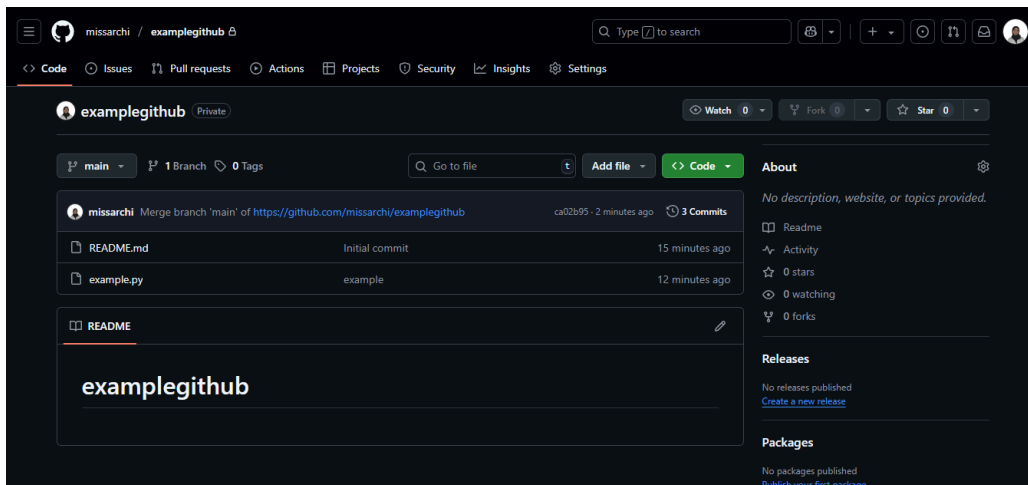 missarchi / examplegithub
Type / to search
Code Issues Pull requests Actions Projects Security Insights Settings
examplegithub Private
Watch 0 Fork 0 Star 0
main 1 Branch 0 Tags
Go to file t Add file Code
missarchi Merge branch 'main' of https://github.com/missarchi/examplegithub ca02b95 · 2 minutes ago 3 Commits
README.md Initial commit 15 minutes ago
example.py example 12 minutes ago
README
examplegithub
About
No description, website, or topics provided.
Readme
Activity
0 stars
0 watching
0 forks
Releases
No releases published
Create a new release
Packages
No packages published
Publish your first package